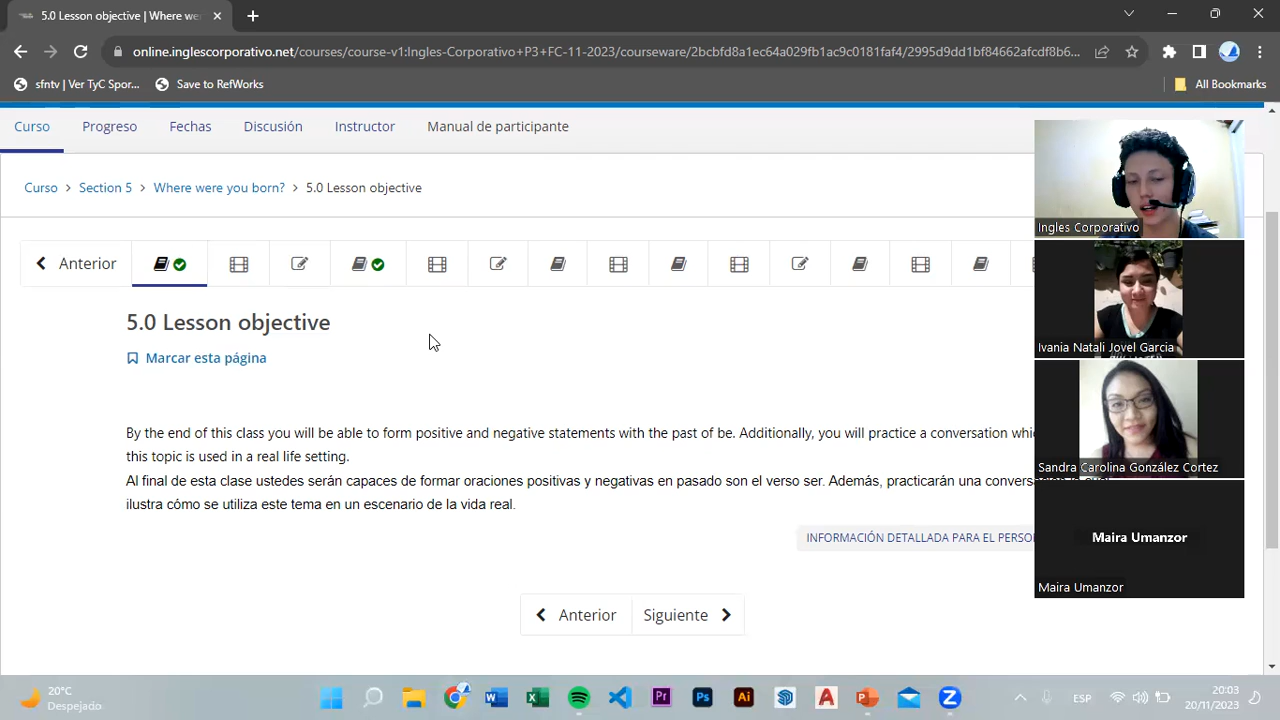 5.0 Lesson objective | Where we
online.inglescorporativo.net/courses/course-v1:Ingles-Corporativo+P3+FC-11-2023/courseware/2bcbfd8a1ec64a029fb1ac9c0181faf4/2995d9dd1bf84662afcdf8b6...
sfntv | Ver TyC Spor...
Save to RefWorks
All Bookmarks
Curso
Progreso
Fechas
Discusión
Instructor
Manual de participante
Curso > Section 5 > Where were you born? > 5.0 Lesson objective
Anterior
5.0 Lesson objective
Marcar esta página
By the end of this class you will be able to form positive and negative statements with the past of be. Additionally, you will practice a conversation
this topic is used in a real life setting.
Al final de esta clase ustedes serán capaces de formar oraciones positivas y negativas en pasado son el verso ser. Además, practicarán una
ilustra cómo se utiliza este tema en un escenario de la vida real.
INFORMACIÓN DETALLADA PARA EL
Anterior
Siguiente
Ingles Corporativo
Ivania Natali Jovel Garcia
Sandra Carolina González Cortez
Maira Umanzor
Maira Umanzor
20°C
Despejado
ESP
20:03
20/11/2023